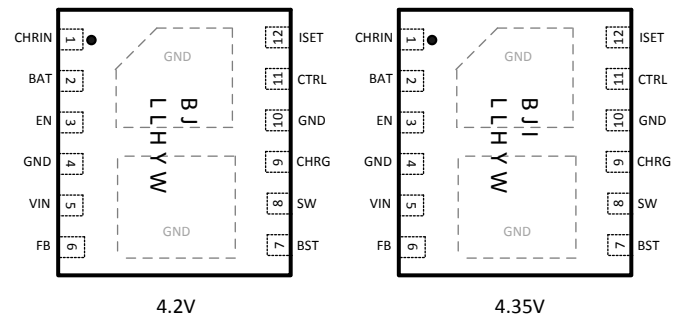 CHRIN 1 12 ISET
BAT 2 11 CTRL
EN 3 10 GND
GND 4 9 CHRG
VIN 5 8 SW
FB 6 7 BST
GND
BJ
LLHYW
GND
4.2V
CHRIN 1 12 ISET
BAT 2 11 CTRL
EN 3 10 GND
GND 4 9 CHRG
VIN 5 8 SW
FB 6 7 BST
GND
BJI
LLHYW
GND
4.35V